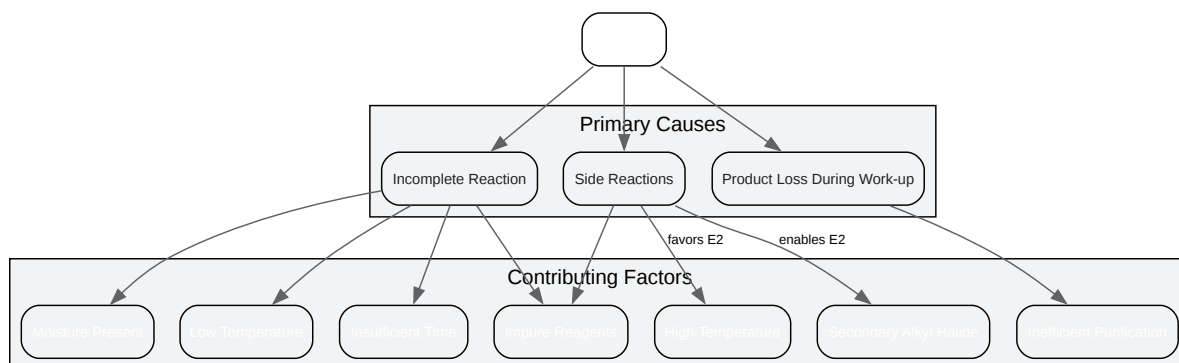 Primary Causes
Incomplete Reaction
Side Reactions
Product Loss During Work-up
favors E2
enables E2
Contributing Factors
Moisture Present
Low Temperature
Insufficient Time
Impure Reagents
High Temperature
Secondary Alkyl Halide
Inefficient Purification